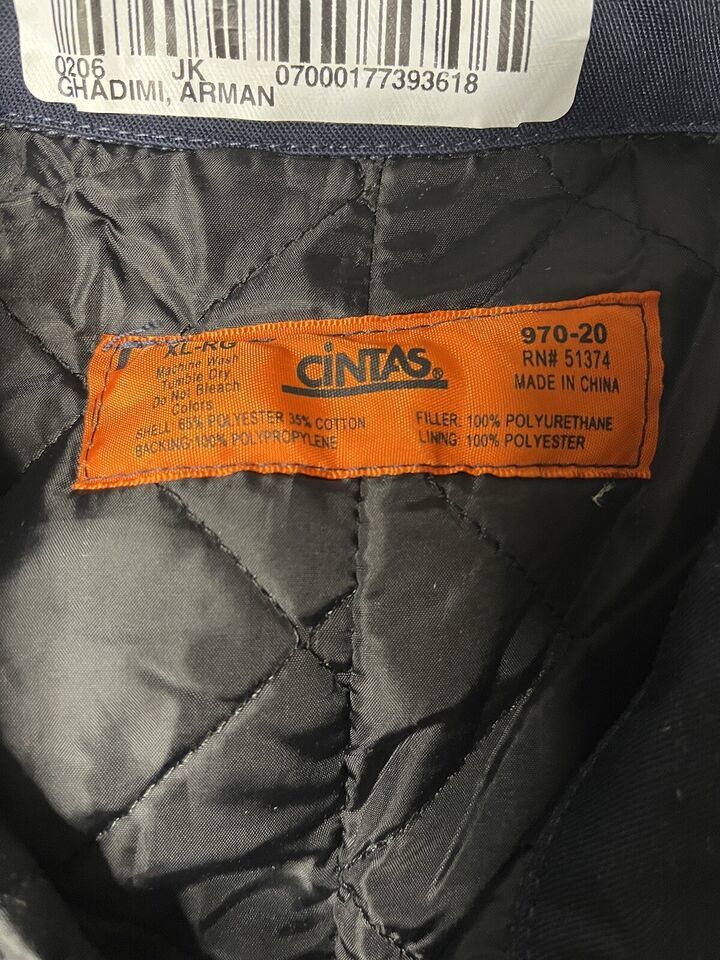 0206 JK 07000177393618
GHADIMI, ARMAN
XL-RG
Machine Wash
Tumble Dry
Do Not Bleach
Colors
CiNTAS®
970-20
RN# 51374
MADE IN CHINA
SHELL: 65% POLYESTER 35% COTTON
BACKING:100% POLYPROPYLENE
FILLER: 100% POLYURETHANE
LINNG: 100% POLYESTER